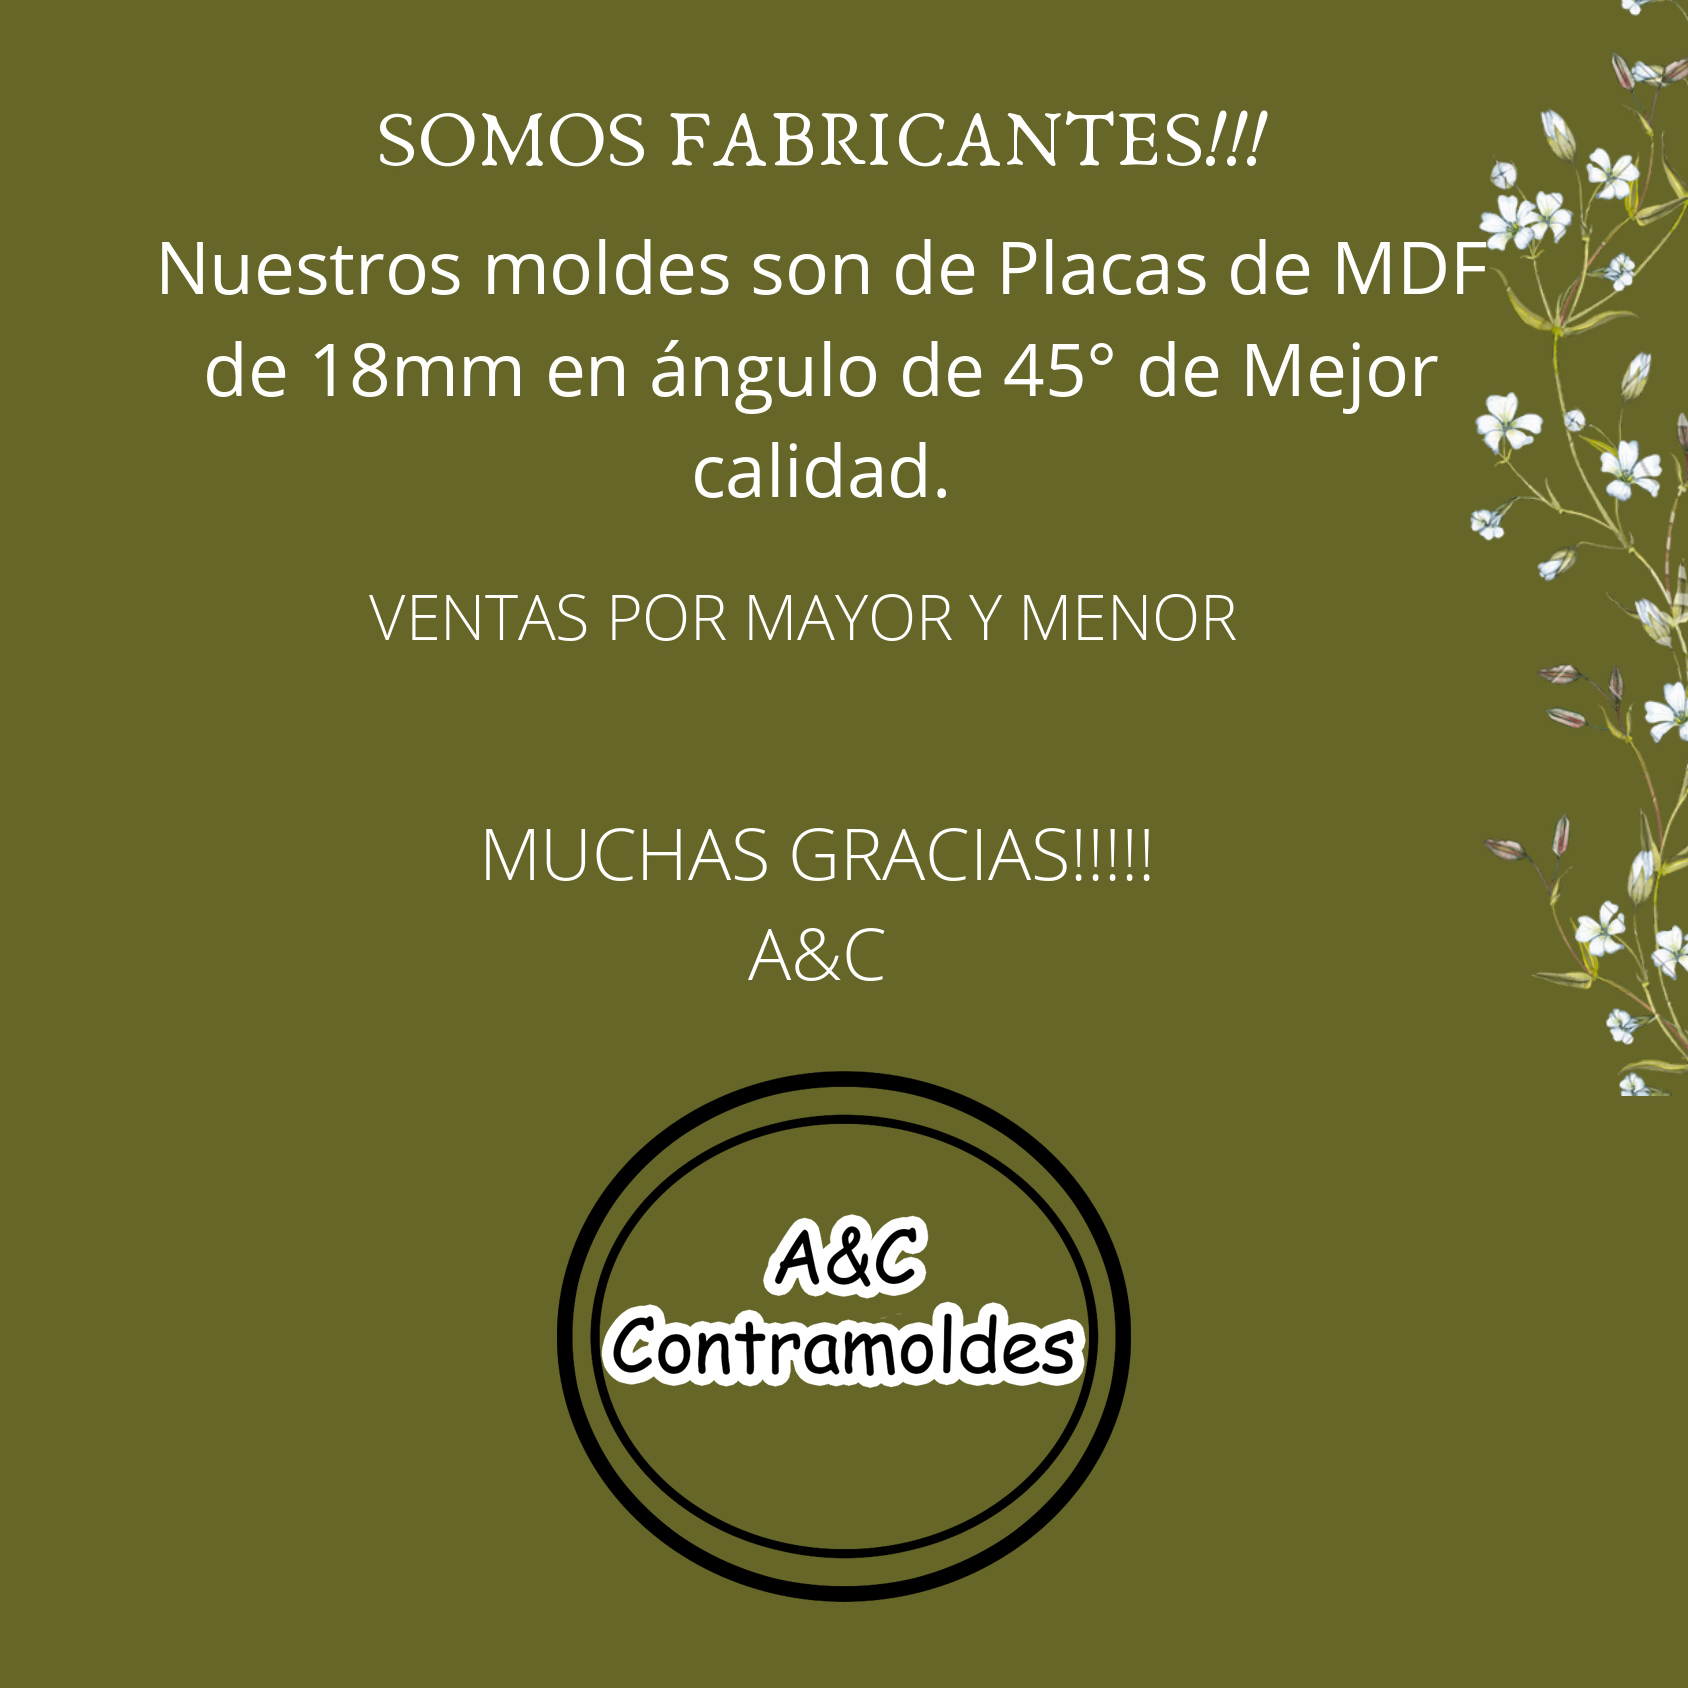 SOMOS FABRICANTES!!!
Nuestros moldes son de Placas de MDF
de 18mm en ángulo de 45° de Mejor
calidad.
VENTAS POR MAYOR Y MENOR
MUCHAS GRACIAS!!!!!
A&C
A&C
Contramoldes